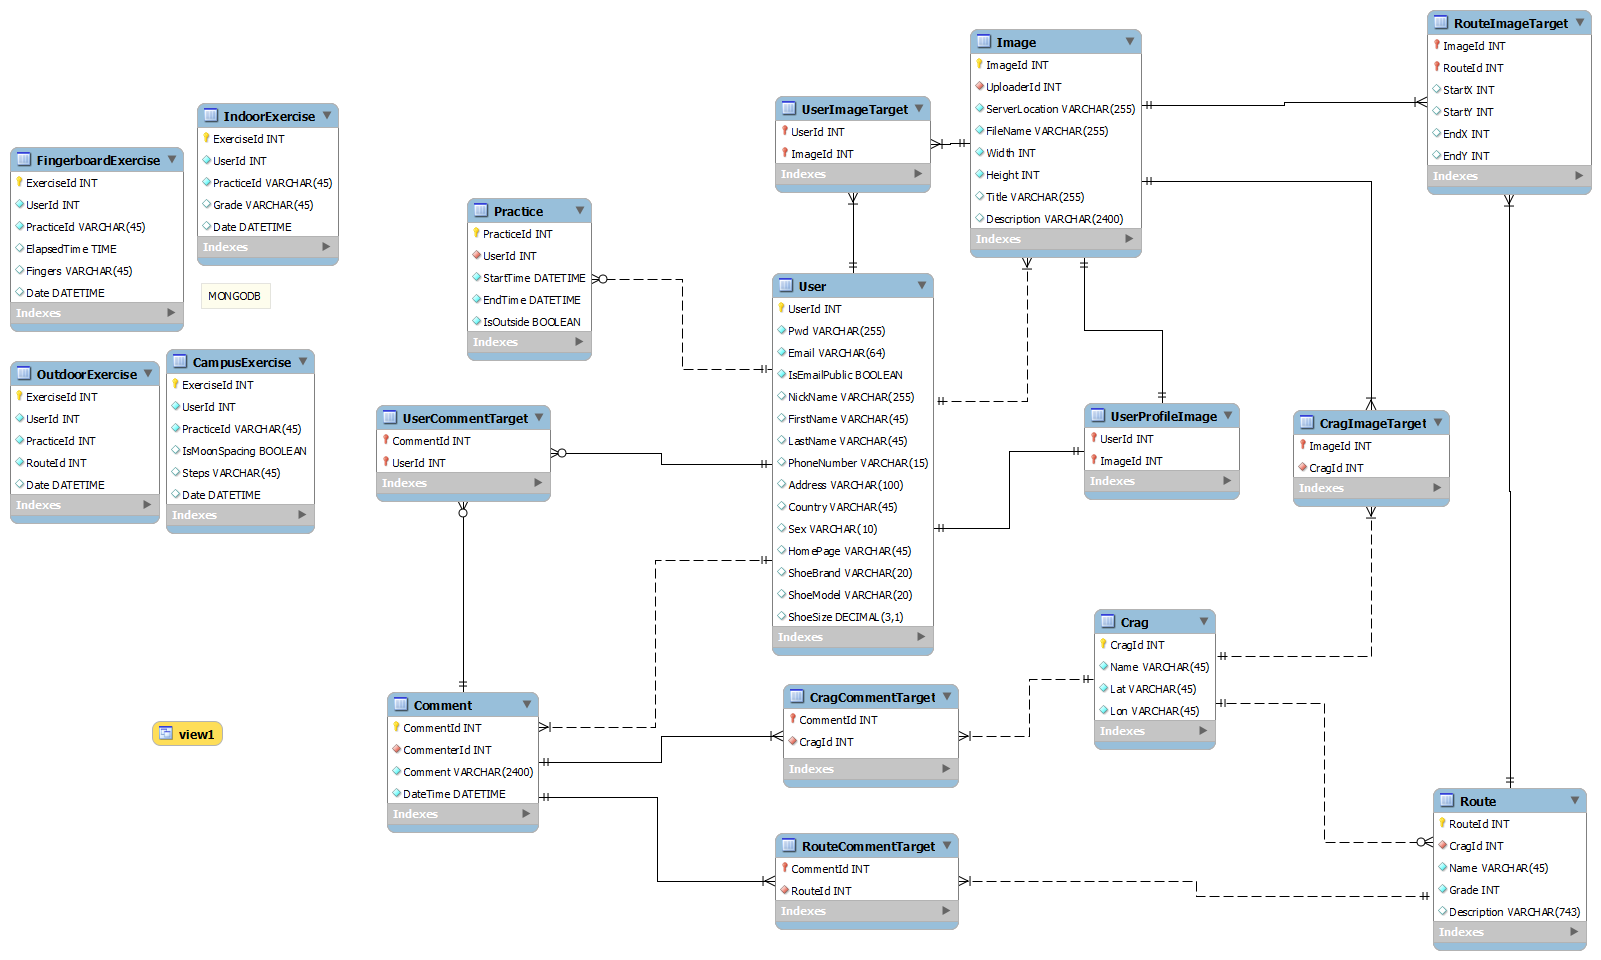 IndoorExercise
ExerciseId INT
UserId INT
PracticeId VARCHAR(45)
Grade VARCHAR(45)
Date DATETIME
Indexes
FingerboardExercise
ExerciseId INT
UserId INT
PracticeId VARCHAR(45)
ElapsedTime TIME
Fingers VARCHAR(45)
Date DATETIME
Indexes
MONGODB
OutdoorExercise
ExerciseId INT
UserId INT
PracticeId INT
RouteId INT
Date DATETIME
Indexes
CampusExercise
ExerciseId INT
UserId INT
PracticeId VARCHAR(45)
IsMoonSpacing BOOLEAN
Steps VARCHAR(45)
Date DATETIME
Indexes
view1
Practice
PracticeId INT
UserId INT
StartTime DATETIME
EndTime DATETIME
IsOutside BOOLEAN
Indexes
UserCommentTarget
CommentId INT
UserId INT
Indexes
Comment
CommentId INT
CommenterId INT
Comment VARCHAR(2400)
DateTime DATETIME
Indexes
UserImageTarget
UserId INT
ImageId INT
Indexes
User
UserId INT
Pwd VARCHAR(255)
Email VARCHAR(64)
IsEmailPublic BOOLEAN
NickName VARCHAR(255)
FirstName VARCHAR(45)
LastName VARCHAR(45)
PhoneNumber VARCHAR(15)
Address VARCHAR(100)
Country VARCHAR(45)
Sex VARCHAR(10)
HomePage VARCHAR(45)
ShoeBrand VARCHAR(20)
ShoeModel VARCHAR(20)
ShoeSize DECIMAL(3,1)
Indexes
CragCommentTarget
CommentId INT
CragId INT
Indexes
RouteCommentTarget
CommentId INT
RouteId INT
Indexes
Image
ImageId INT
UploaderId INT
ServerLocation VARCHAR(255)
FileName VARCHAR(255)
Width INT
Height INT
Title VARCHAR(255)
Description VARCHAR(2400)
Indexes
UserProfileImage
UserId INT
ImageId INT
Indexes
Crag
CragId INT
Name VARCHAR(45)
Lat VARCHAR(45)
Lon VARCHAR(45)
Indexes
RouteImageTarget
ImageId INT
RouteId INT
StartX INT
StartY INT
EndX INT
EndY INT
Indexes
CragImageTarget
ImageId INT
CragId INT
Indexes
Route
RouteId INT
CragId INT
Name VARCHAR(45)
Grade INT
Description VARCHAR(743)
Indexes